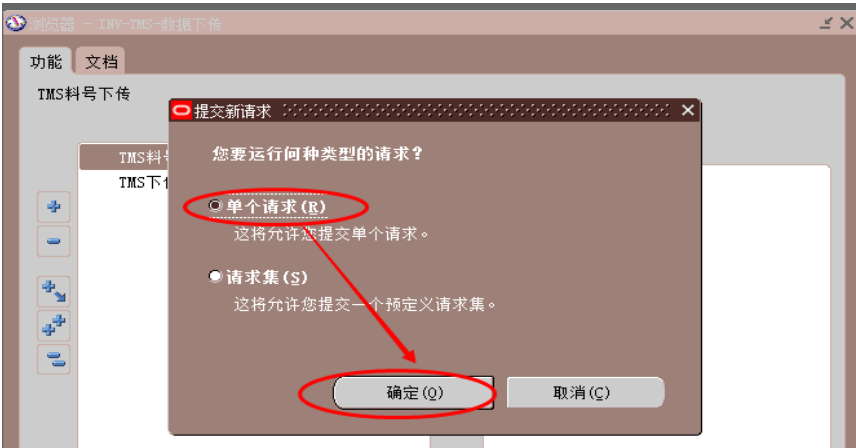 浏览器 - INV-TMS-数据下传
功能 文档
TMS料号下传
提交新请求
TMS料号
您要运行何种类型的请求？
TMS下
单个请求(R)
这将允许您提交单个请求。
请求集(S)
这将允许您提交一个预定义请求集。
确定(O) 取消(C)